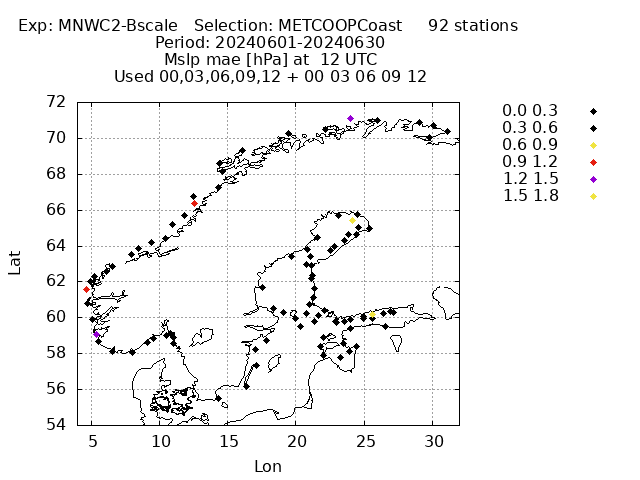 Exp: MNWC2-Bscale   Selection: METCOOPCoast     92 stations
Period: 20240601-20240630
Mslp mae [hPa] at  12 UTC
Used 00,03,06,09,12 + 00 03 06 09 12
0.0 0.3
0.3 0.6
0.6 0.9
0.9 1.2
1.2 1.5
1.5 1.8
72
70
68
66
64
62
60
58
56
54
Lat
5 10 15 20 25 30
Lon